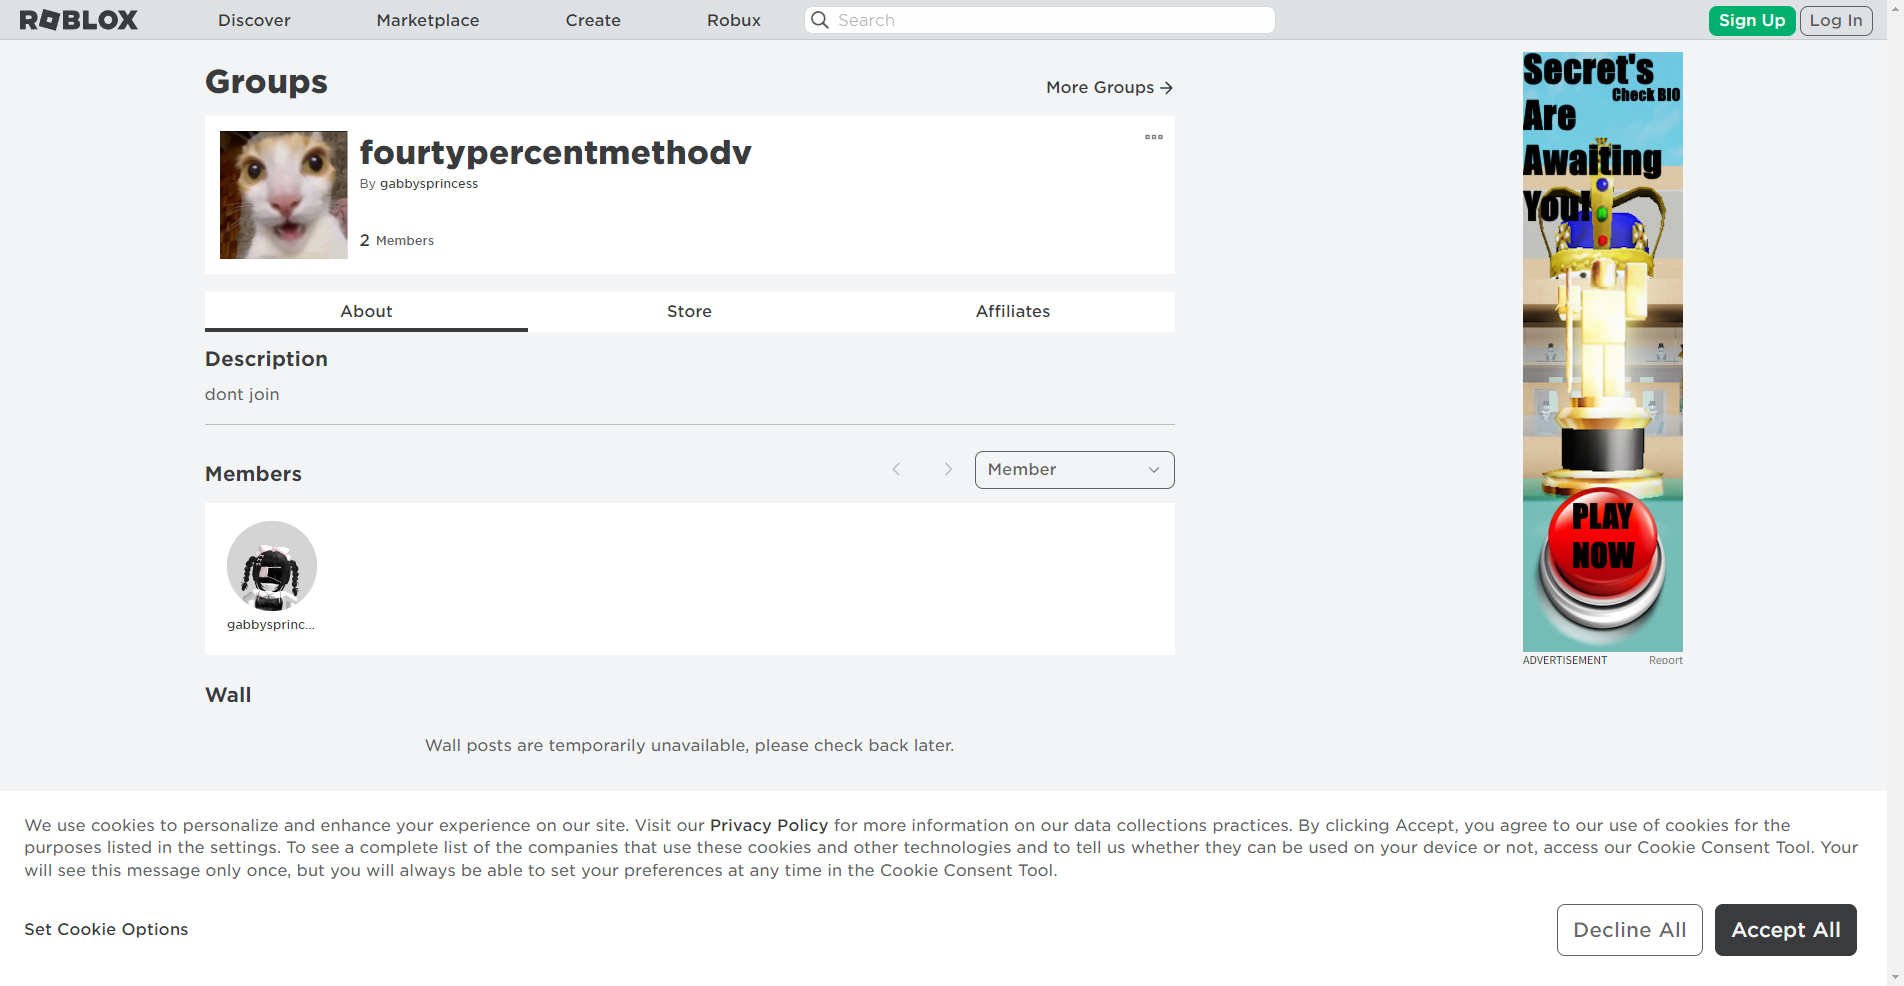 ROBLOX
Discover
Marketplace
Create
Robux
Search
Sign Up
Log In
Groups
More Groups
fourtypercentmethodv
By gabbysprincess
2 Members
About
Store
Affiliates
Description
dont join
Members
Member
gabbysprinc...
Wall
Wall posts are temporarily unavailable, please check back later.
Secret's
Check BIO
Are
Awaiting
You!
PLAY
NOW
ADVERTISEMENT
Report
We use cookies to personalize and enhance your experience on our site. Visit our Privacy Policy for more information on our data collections practices. By clicking Accept, you agree to our use of cookies for the
purposes listed in the settings. To see a complete list of the companies that use these cookies and other technologies and to tell us whether they can be used on your device or not, access our Cookie Consent Tool. Your
will see this message only once, but you will always be able to set your preferences at any time in the Cookie Consent Tool.
Set Cookie Options
Decline All
Accept All